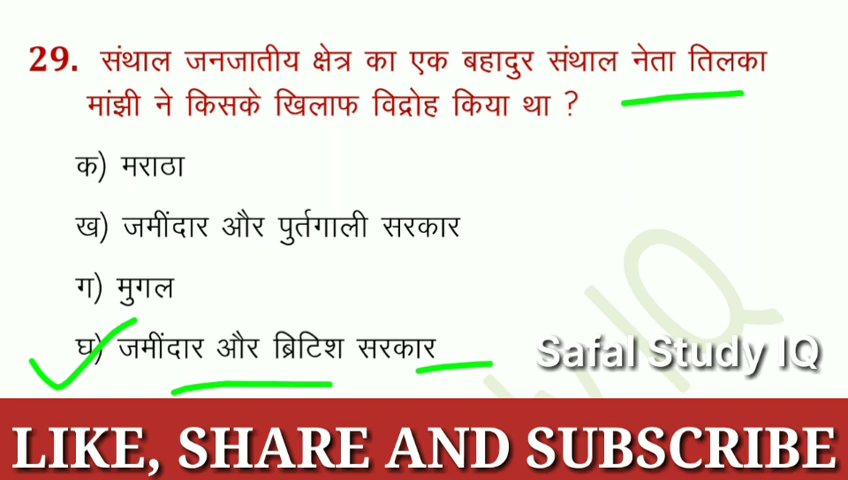 29. संथाल जनजातीय क्षेत्र का एक बहादुर संथाल नेता तिलका
मांझी ने किसके खिलाफ विद्रोह किया था ?
क) मराठा
ख) जमींदार और पुर्तगाली सरकार
ग) मुगल
घ) जमींदार और ब्रिटिश सरकार
Safal Study IQ
LIKE, SHARE AND SUBSCRIBE